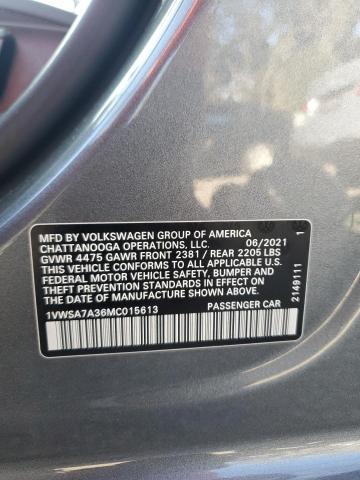 MFD BY VOLKSWAGEN GROUP OF AMERICA
CHATTANOOGA OPERATIONS, LLC. 06/2021 1
GVWR 4475 GAWR FRONT 2381 / REAR 2205 LBS
THIS VEHICLE CONFORMS TO ALL APPLICABLE U.S.
FEDERAL MOTOR VEHICLE SAFETY, BUMPER AND
THEFT PREVENTION STANDARDS IN EFFECT ON THE
DATE OF MANUFACTURE SHOWN ABOVE.
1VWSA7A36MC015613 PASSENGER CAR
2149111